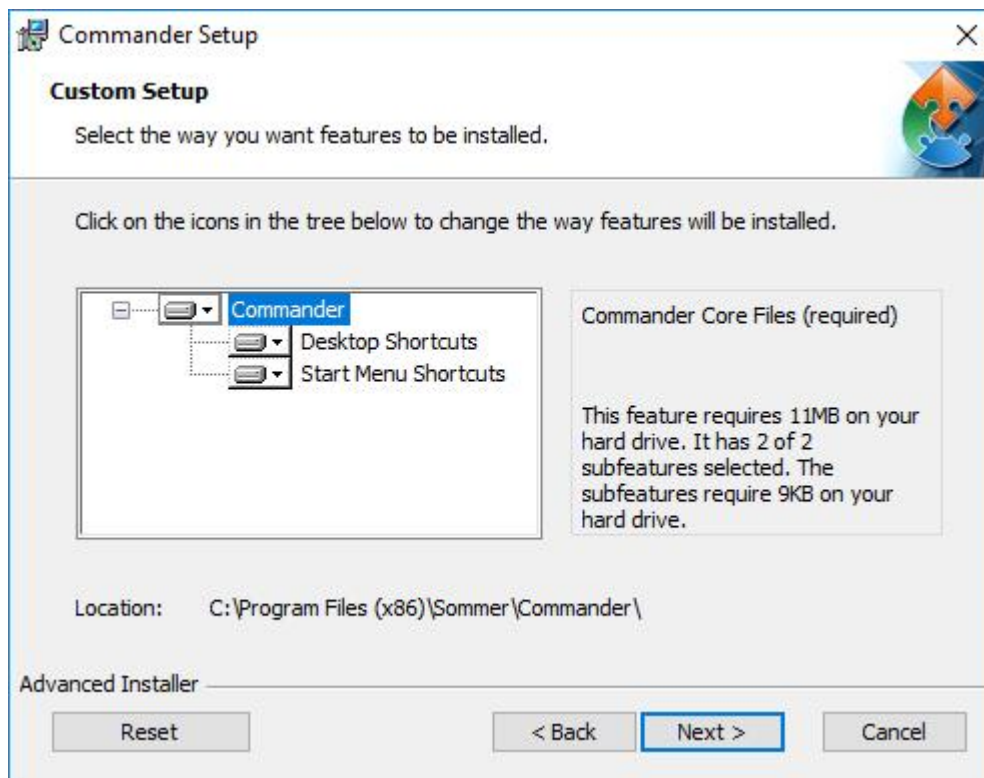 Commander Setup
Custom Setup
Select the way you want features to be installed.
Click on the icons in the tree below to change the way features will be installed.
Commander
Desktop Shortcuts
Start Menu Shortcuts
Commander Core Files (required)
This feature requires 11MB on your
hard drive. It has 2 of 2
subfeatures selected. The
subfeatures require 9KB on your
hard drive.
Location: C:\Program Files (x86)\Sommer\Commander\
Advanced Installer
Reset < Back Next > Cancel